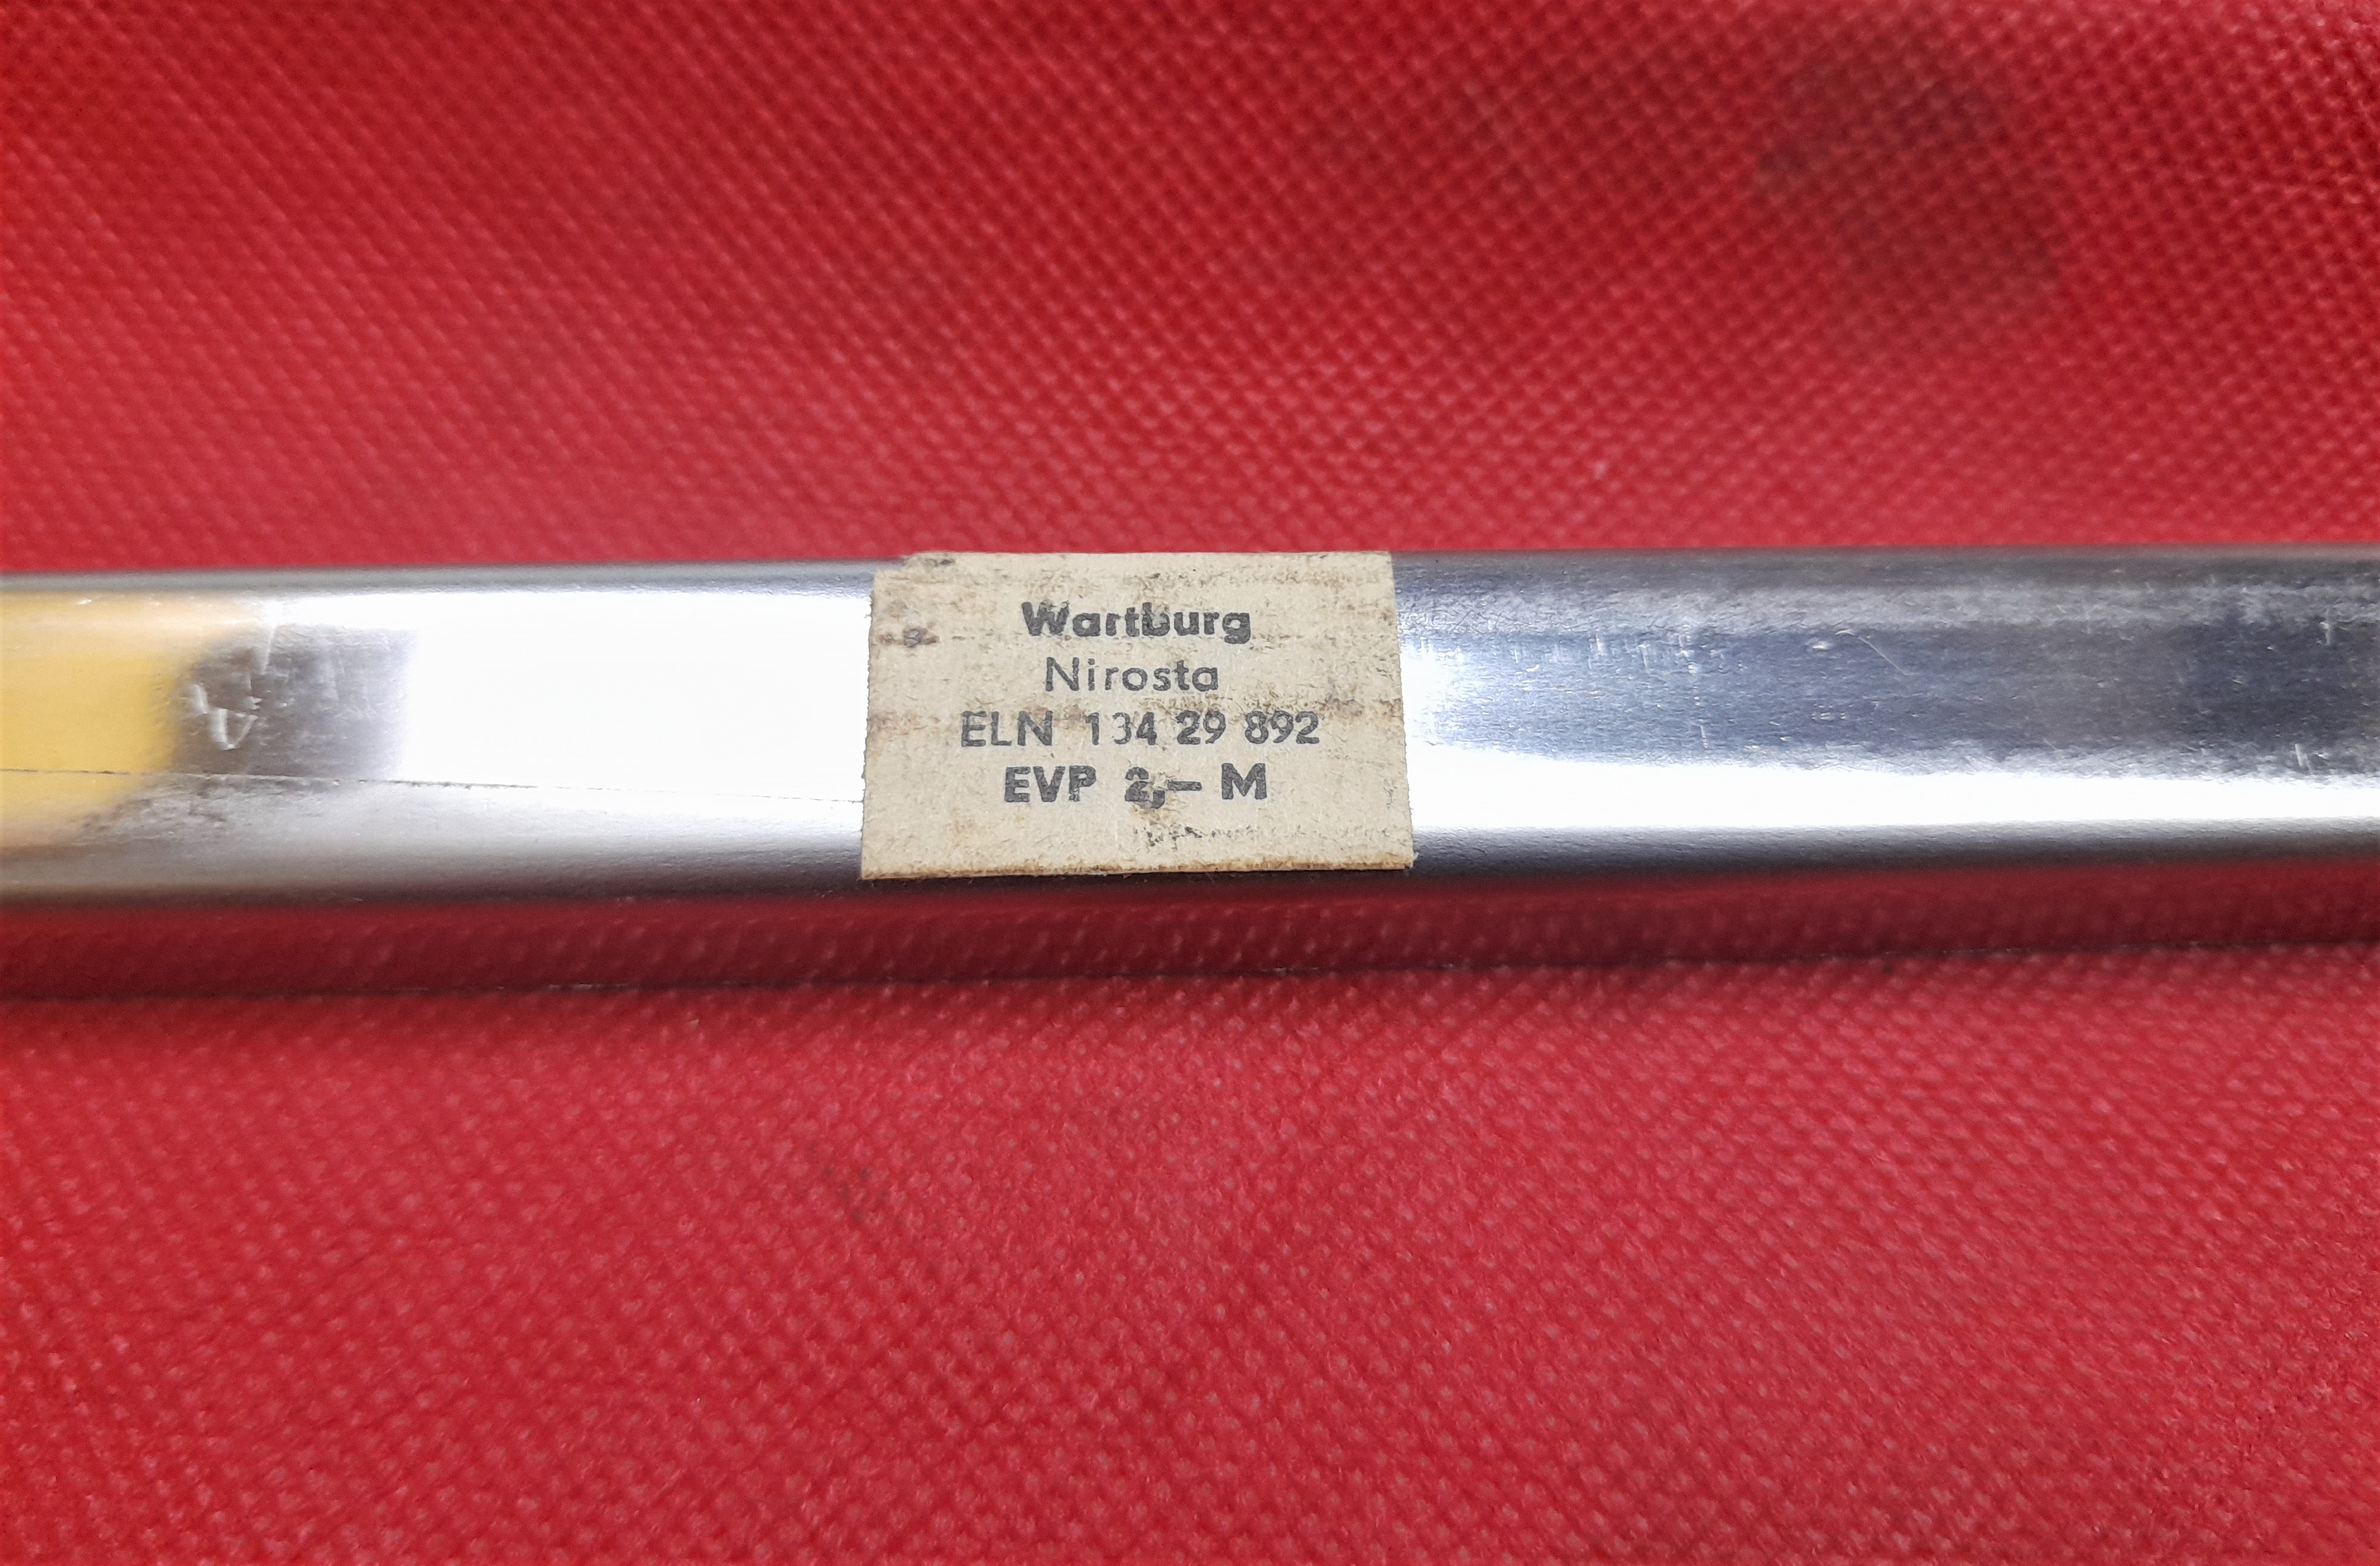 Wartburg
Nirosta
ELN 134 29 892
EVP 2,– M